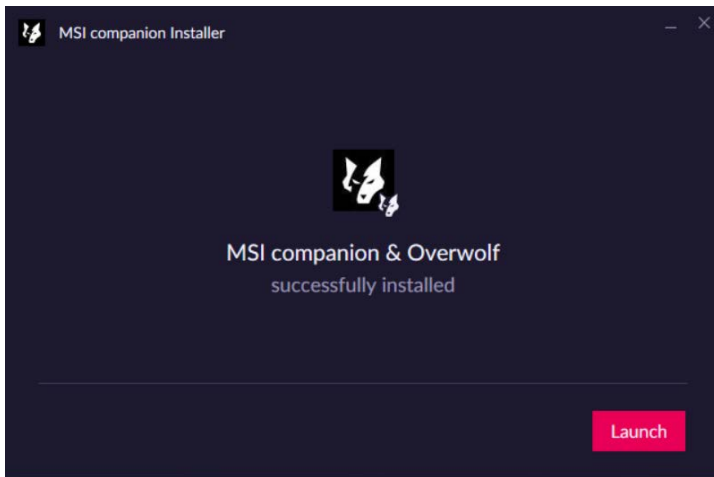 MSI companion Installer
MSI companion & Overwolf
successfully installed
Launch